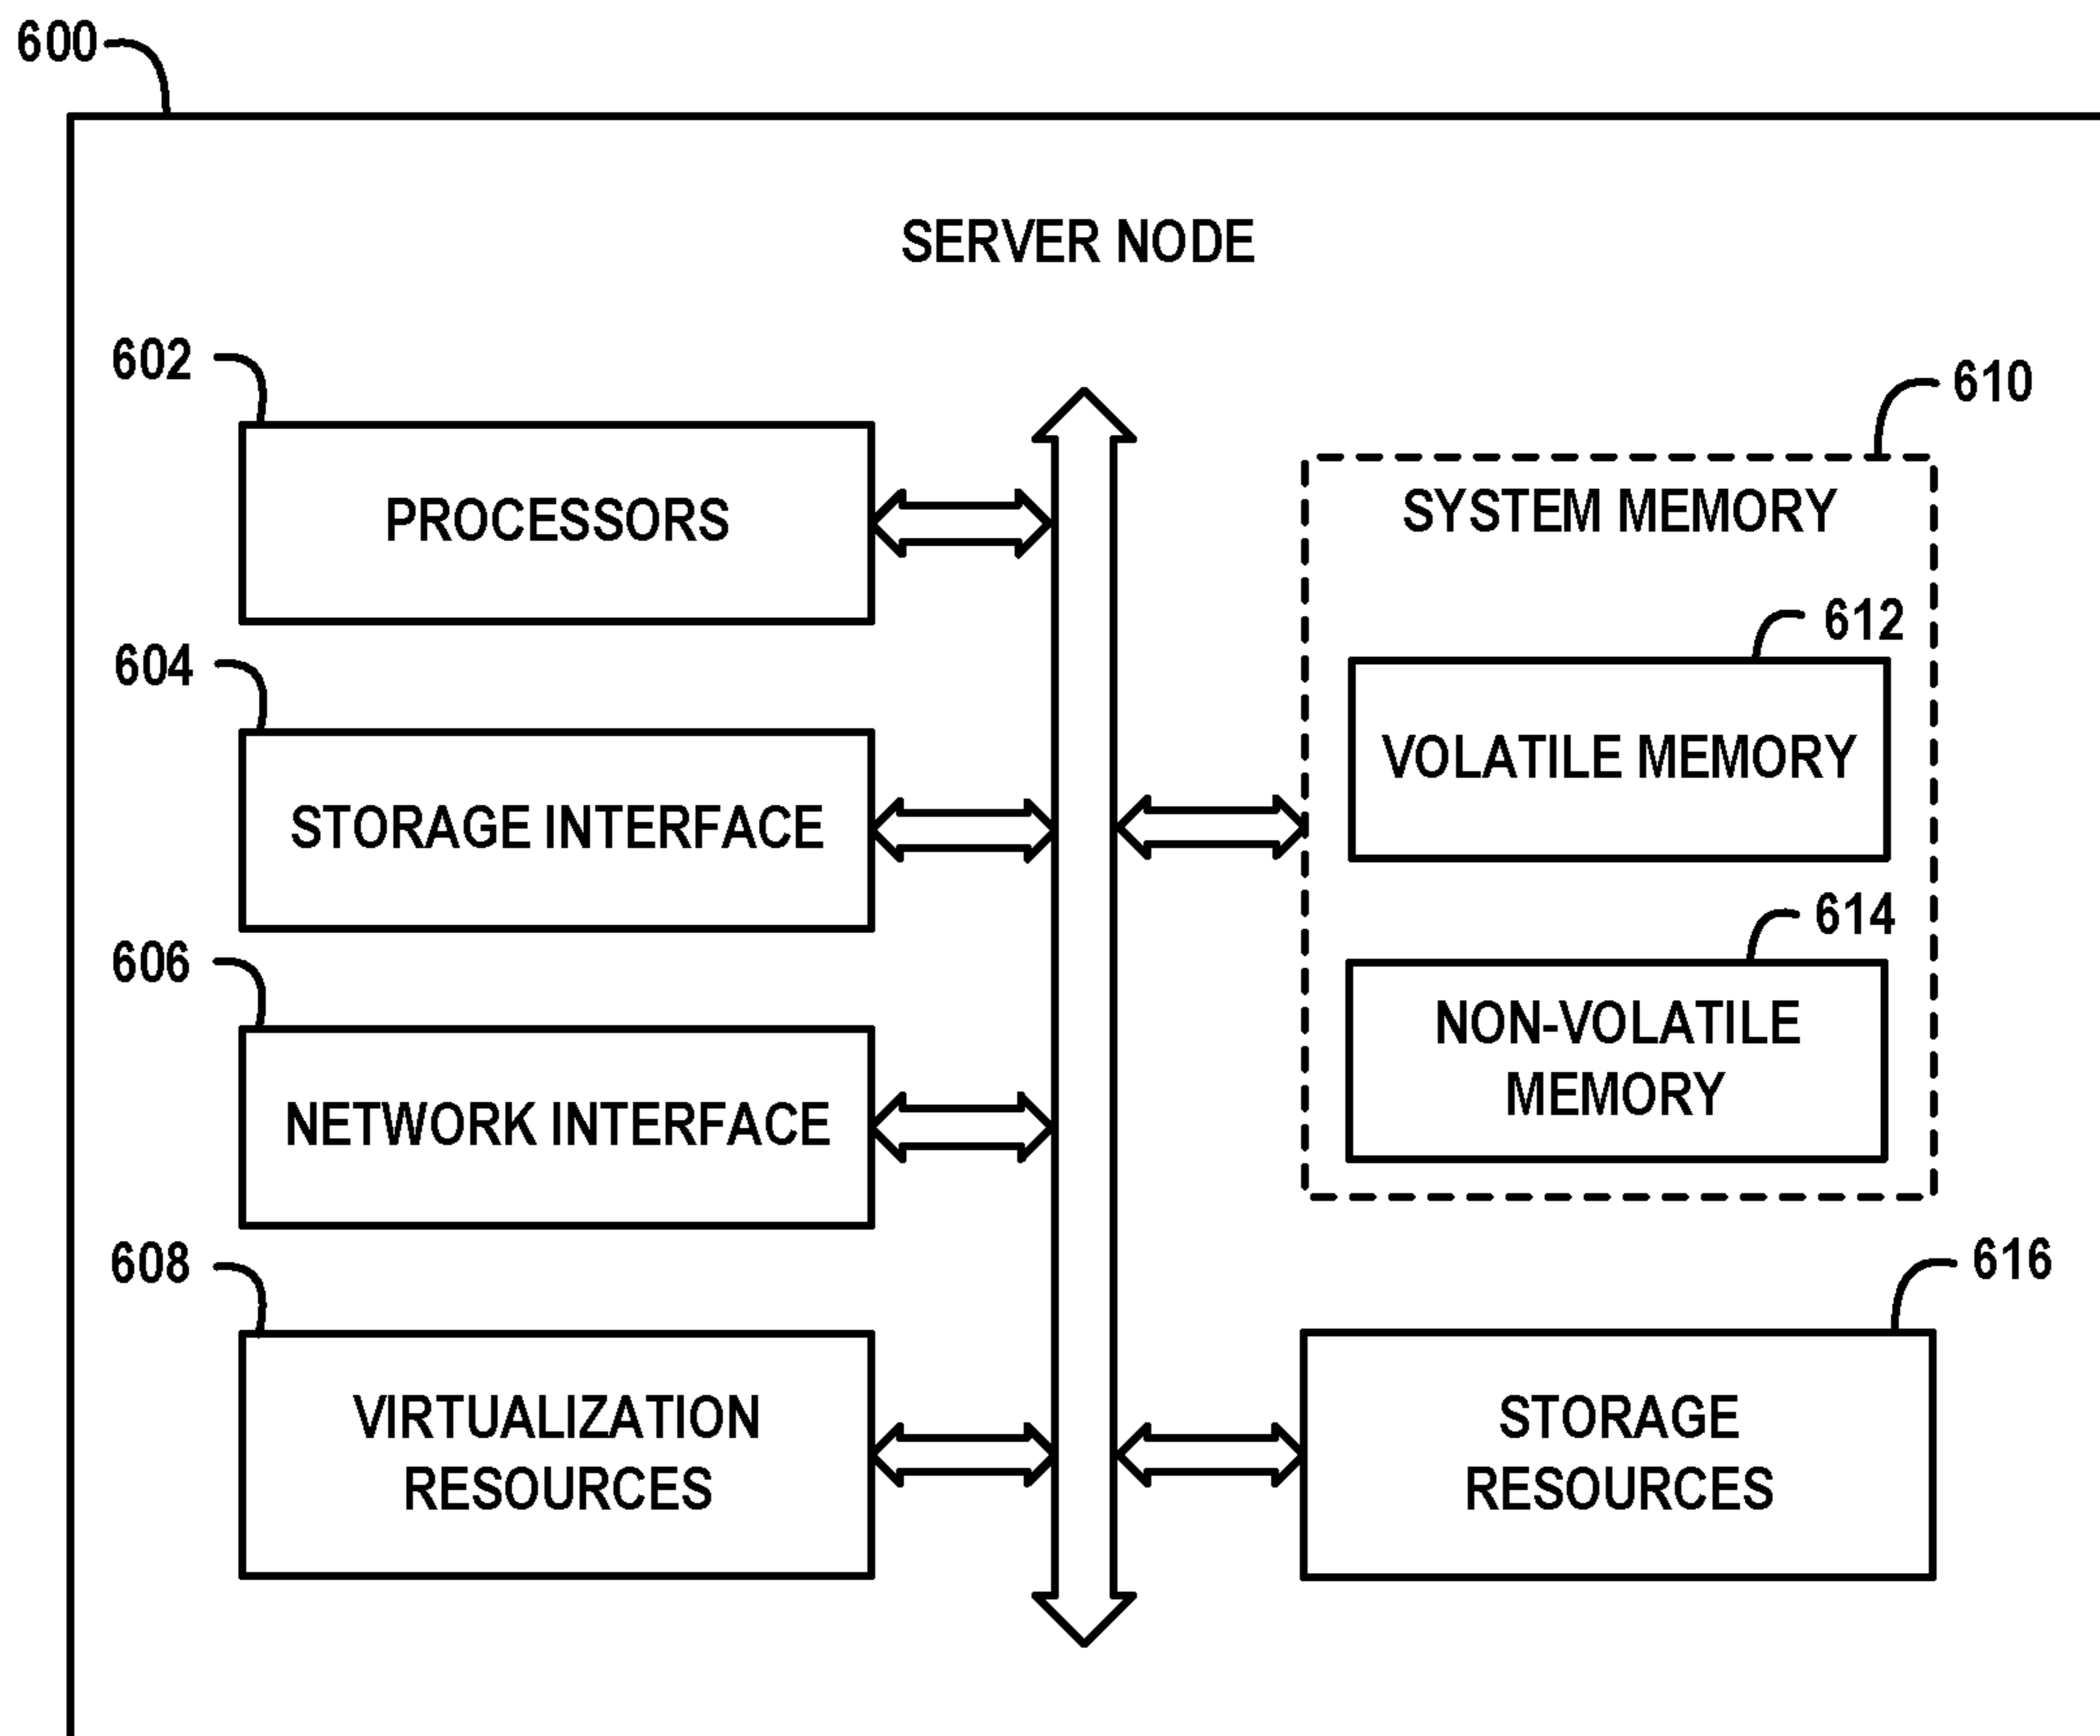 600
SERVER NODE
602
PROCESSORS
604
STORAGE INTERFACE
606
NETWORK INTERFACE
608
VIRTUALIZATION
RESOURCES
610
SYSTEM MEMORY
612
VOLATILE MEMORY
614
NON-VOLATILE
MEMORY
616
STORAGE
RESOURCES